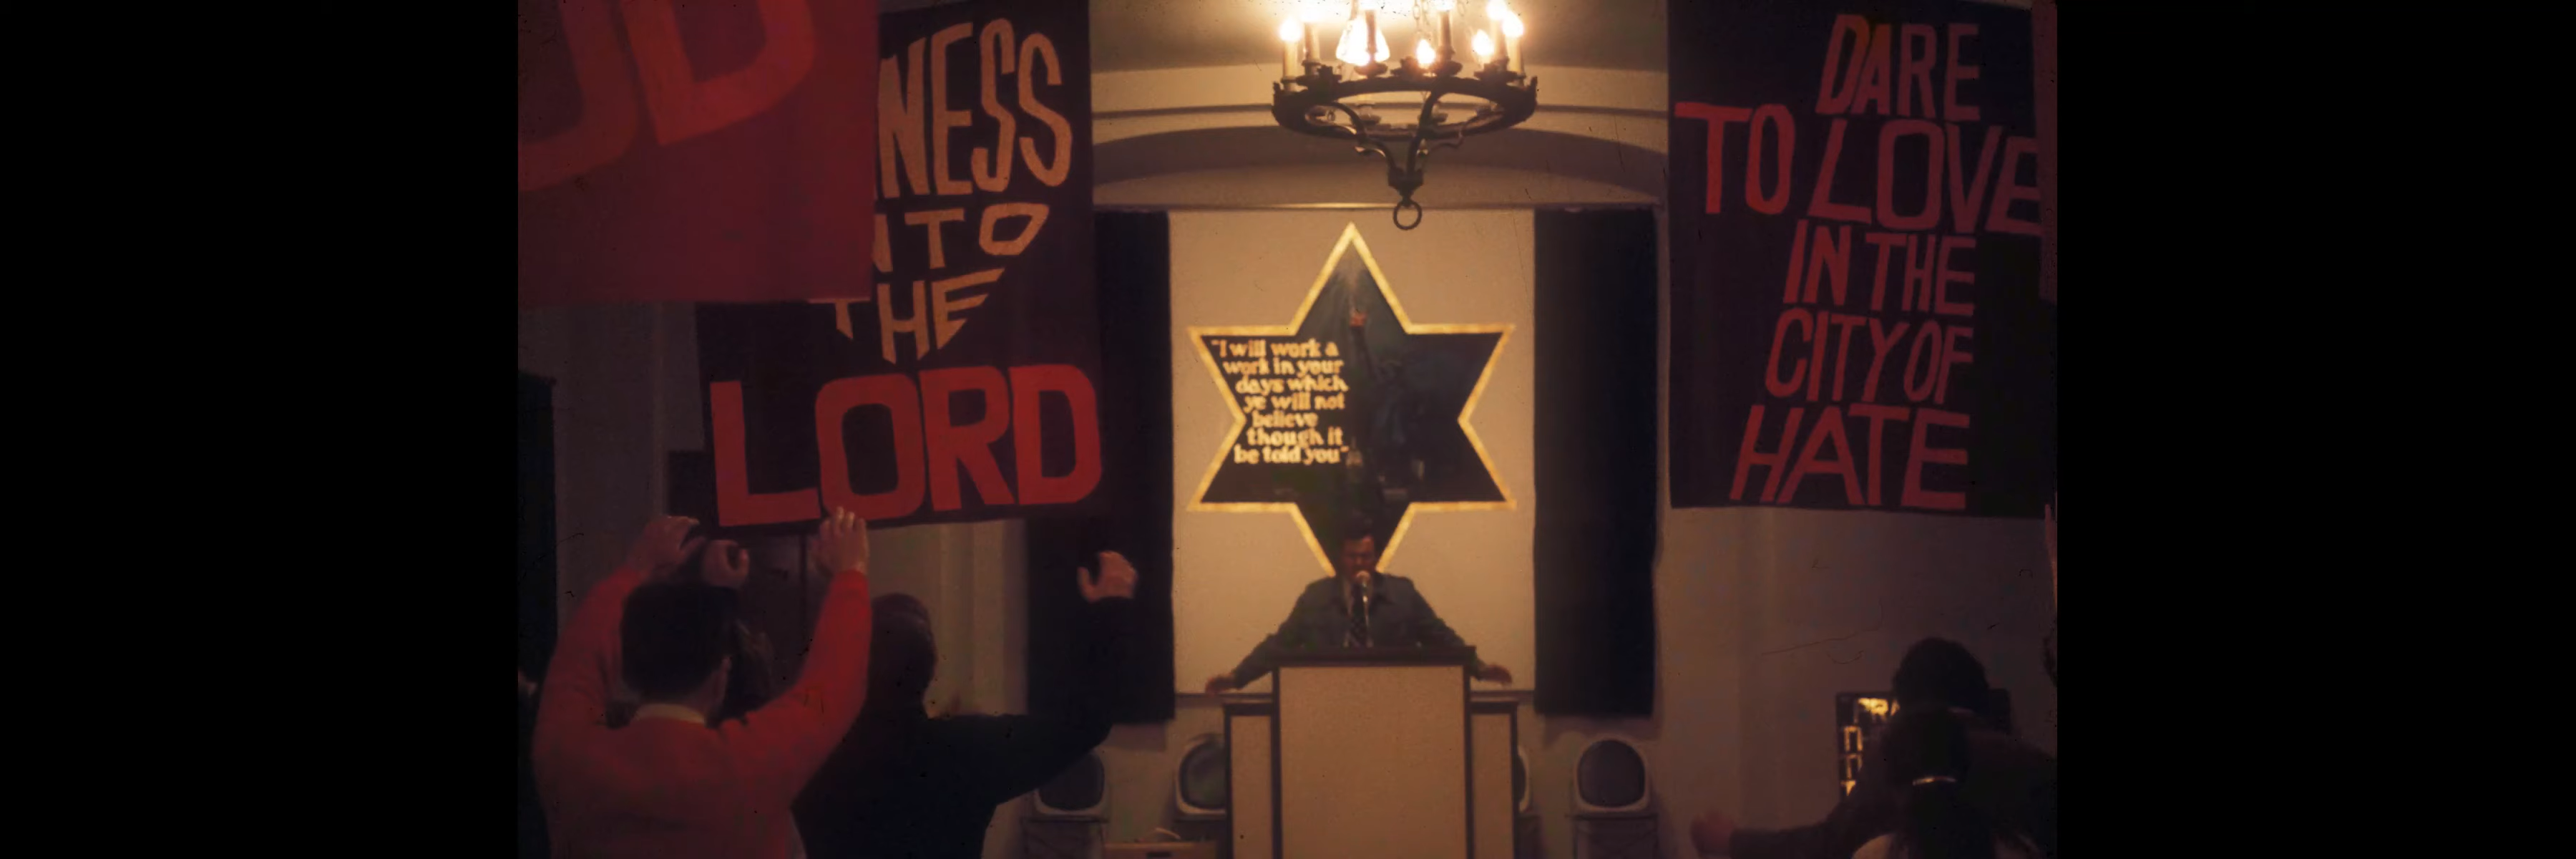 NESS
NTO
THE
LORD
"I will work a
work in your
days which
ye will not
believe
though it
be told you"
DARE
TO LOVE
IN THE
CITY OF
HATE